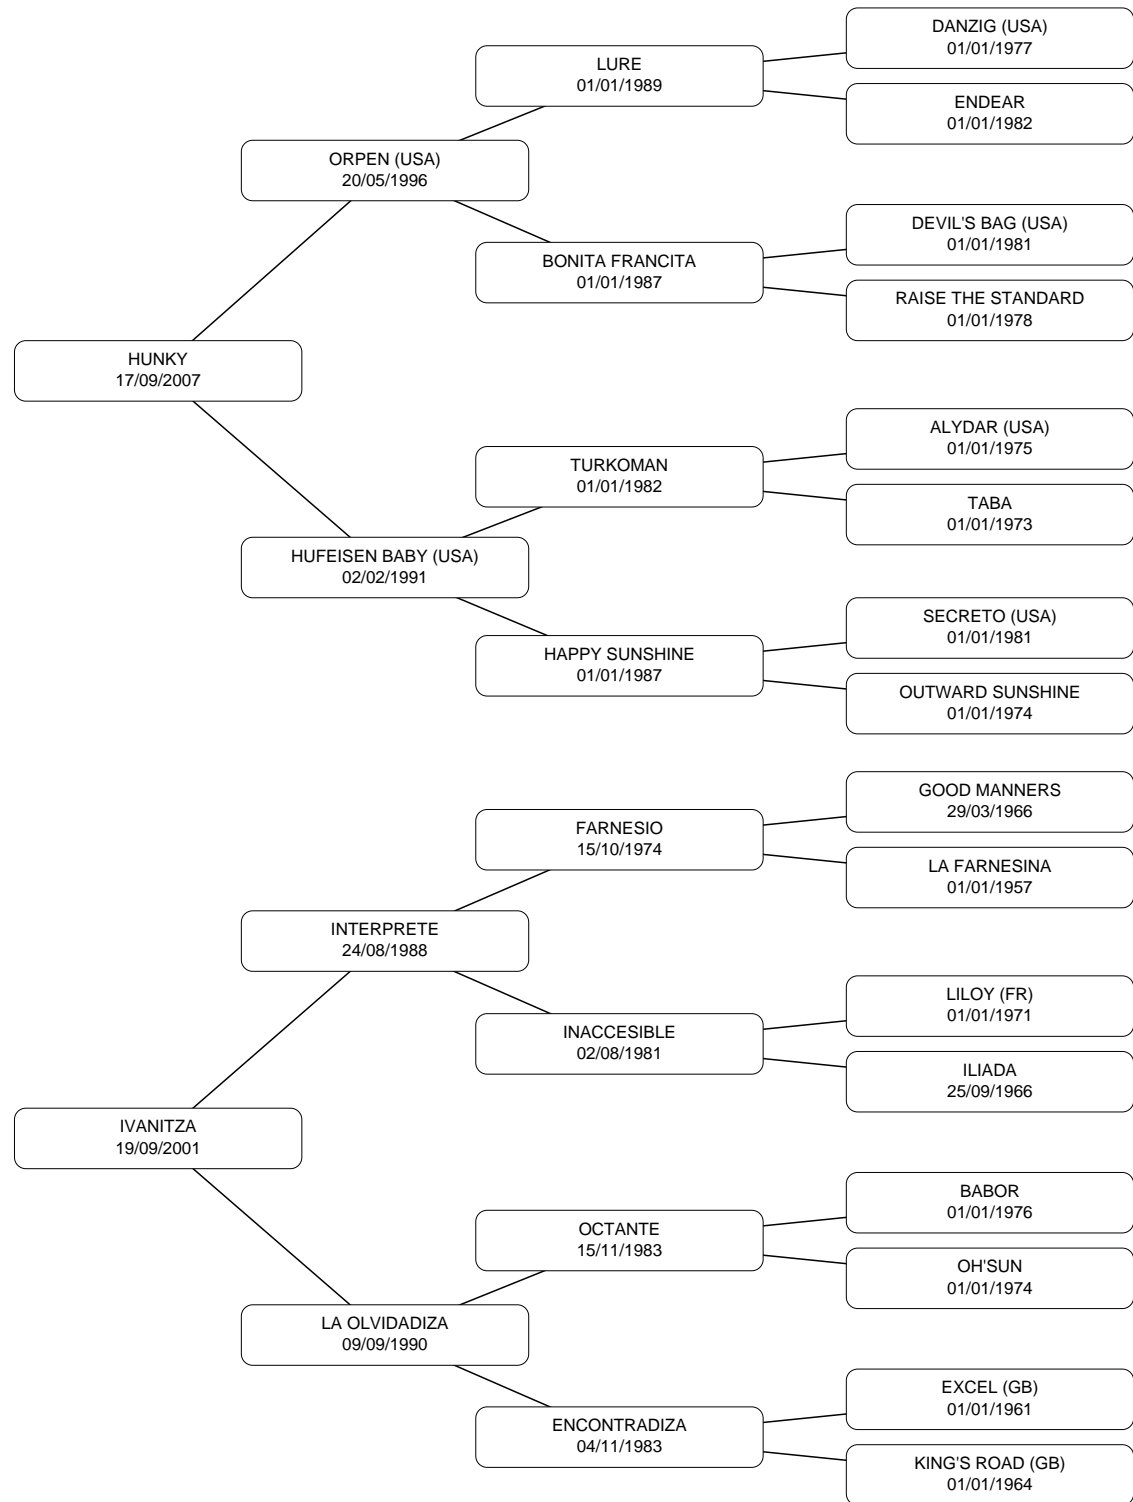 DANZIG (USA)
01/01/1977
LURE
01/01/1989
ENDEAR
01/01/1982
ORPEN (USA)
20/05/1996
DEVIL'S BAG (USA)
01/01/1981
BONITA FRANCITA
01/01/1987
RAISE THE STANDARD
01/01/1978
HUNKY
17/09/2007
ALYDAR (USA)
01/01/1975
TURKOMAN
01/01/1982
TABA
01/01/1973
HUFEISEN BABY (USA)
02/02/1991
SECRETO (USA)
01/01/1981
HAPPY SUNSHINE
01/01/1987
OUTWARD SUNSHINE
01/01/1974
GOOD MANNERS
29/03/1966
FARNESIO
15/10/1974
LA FARNESINA
01/01/1957
INTERPRETE
24/08/1988
LILOY (FR)
01/01/1971
INACCESIBLE
02/08/1981
ILIADA
25/09/1966
IVANITZA
19/09/2001
BABOR
01/01/1976
OCTANTE
15/11/1983
OH'SUN
01/01/1974
LA OLVIDADIZA
09/09/1990
EXCEL (GB)
01/01/1961
ENCONTRADIZA
04/11/1983
KING'S ROAD (GB)
01/01/1964